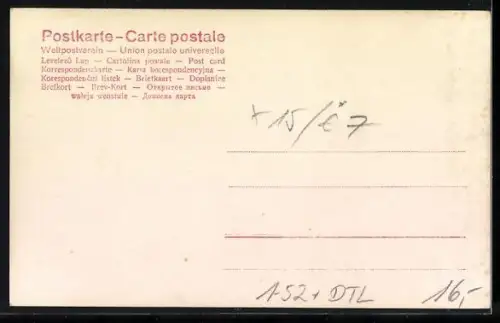 Postkarte – Carte postale
Weltpostverein — Union postale universelle
Levelező Lap — Cartolina postale — Post card
Korrespondenzkarte — Karta korespondencyjna —
Korespondenční lístek — Briefkaart — Dopisnice
Brefkort — Brev-Kort — Открытое письмо —
— Дописна карта
+ 15/ 7
152+ DTL
16,-